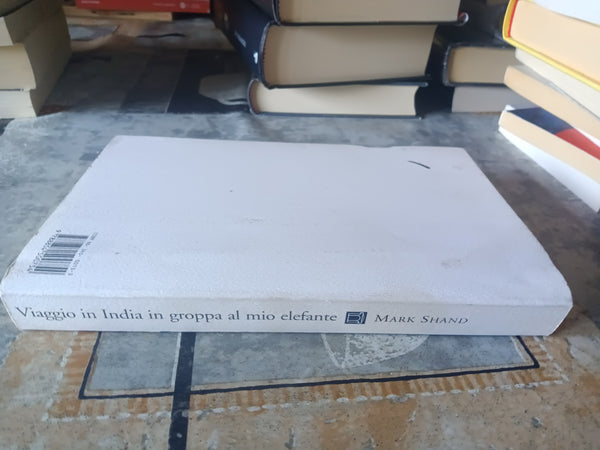 Viaggio in India in groppa al mio elefante MARK SHAND